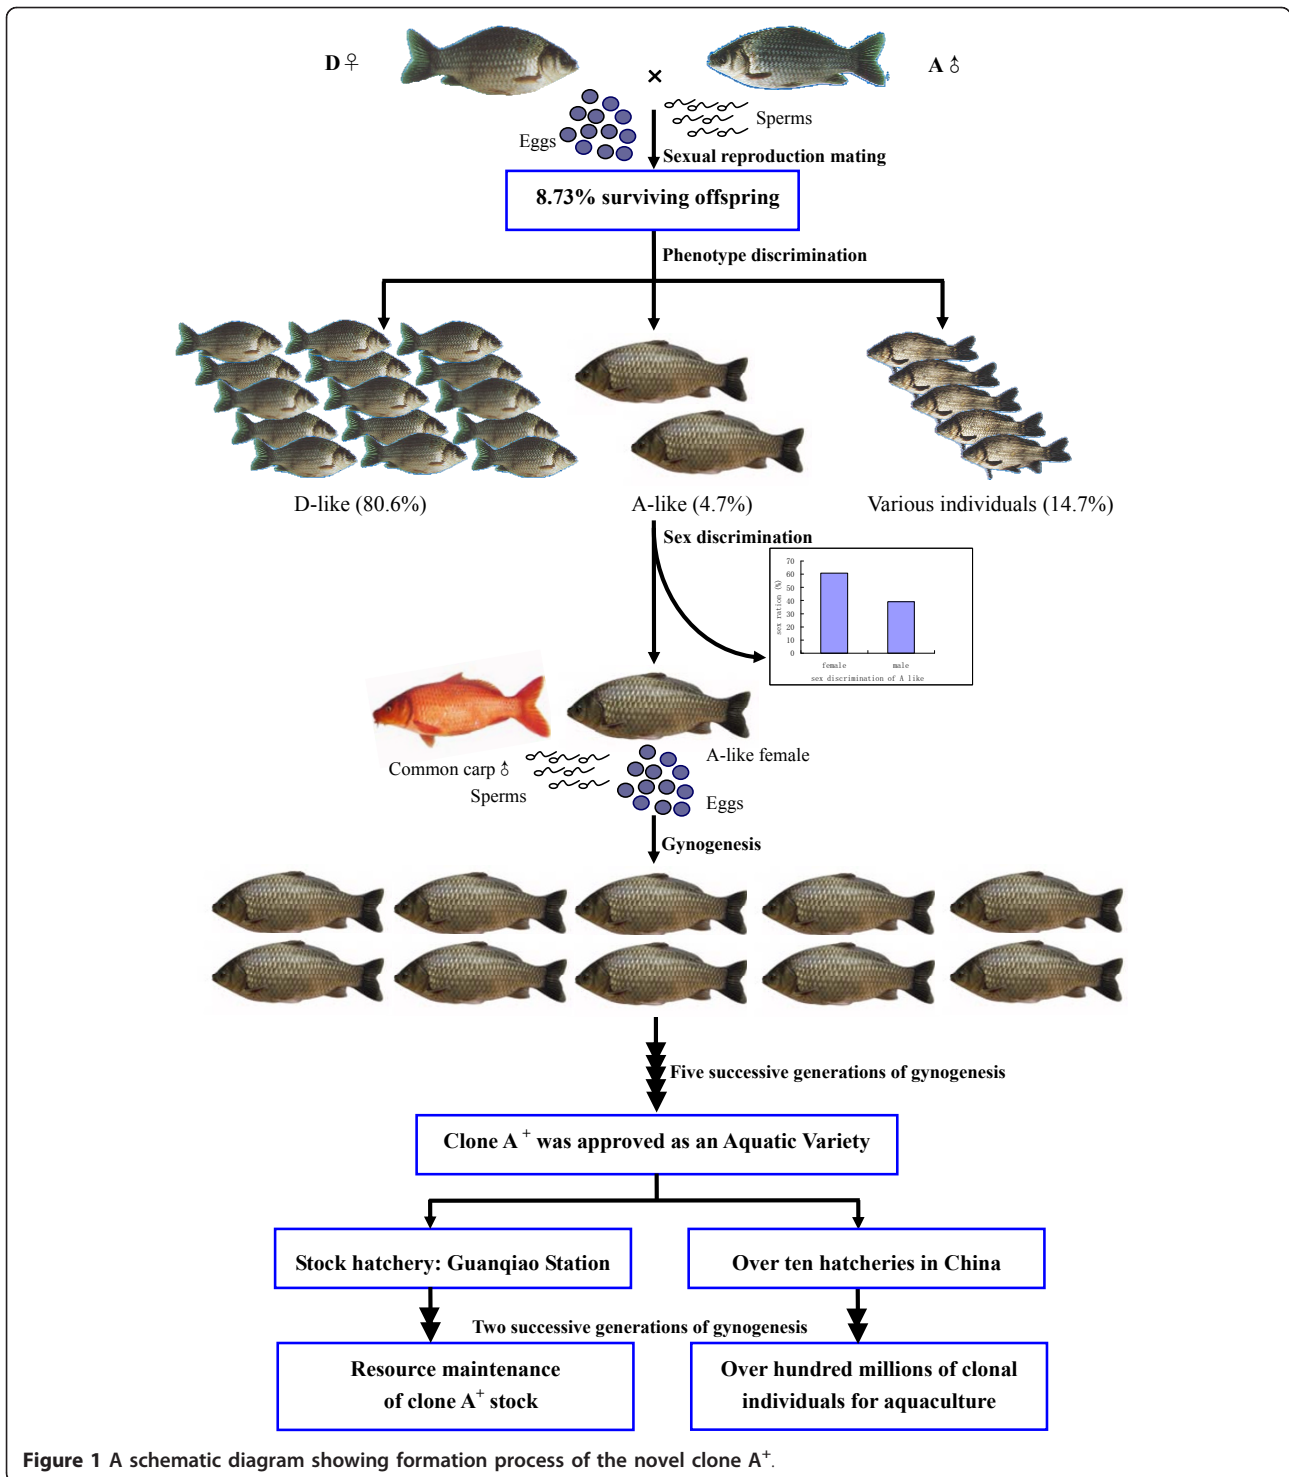 D♀
A♂
×
Eggs
Sperms
Sexual reproduction mating
8.73% surviving offspring
Phenotype discrimination
D-like (80.6%)
A-like (4.7%)
Various individuals (14.7%)
Sex discrimination
70
60
50
40
30
20
10
0
sex ration (%)
female
male
sex discrimination of A like
Common carp ♂
Sperms
A-like female
Eggs
Gynogenesis
Five successive generations of gynogenesis
Clone A⁺ was approved as an Aquatic Variety
Stock hatchery: Guanqiao Station
Over ten hatcheries in China
Two successive generations of gynogenesis
Resource maintenance
of clone A⁺ stock
Over hundred millions of clonal
individuals for aquaculture
Figure 1 A schematic diagram showing formation process of the novel clone A⁺.